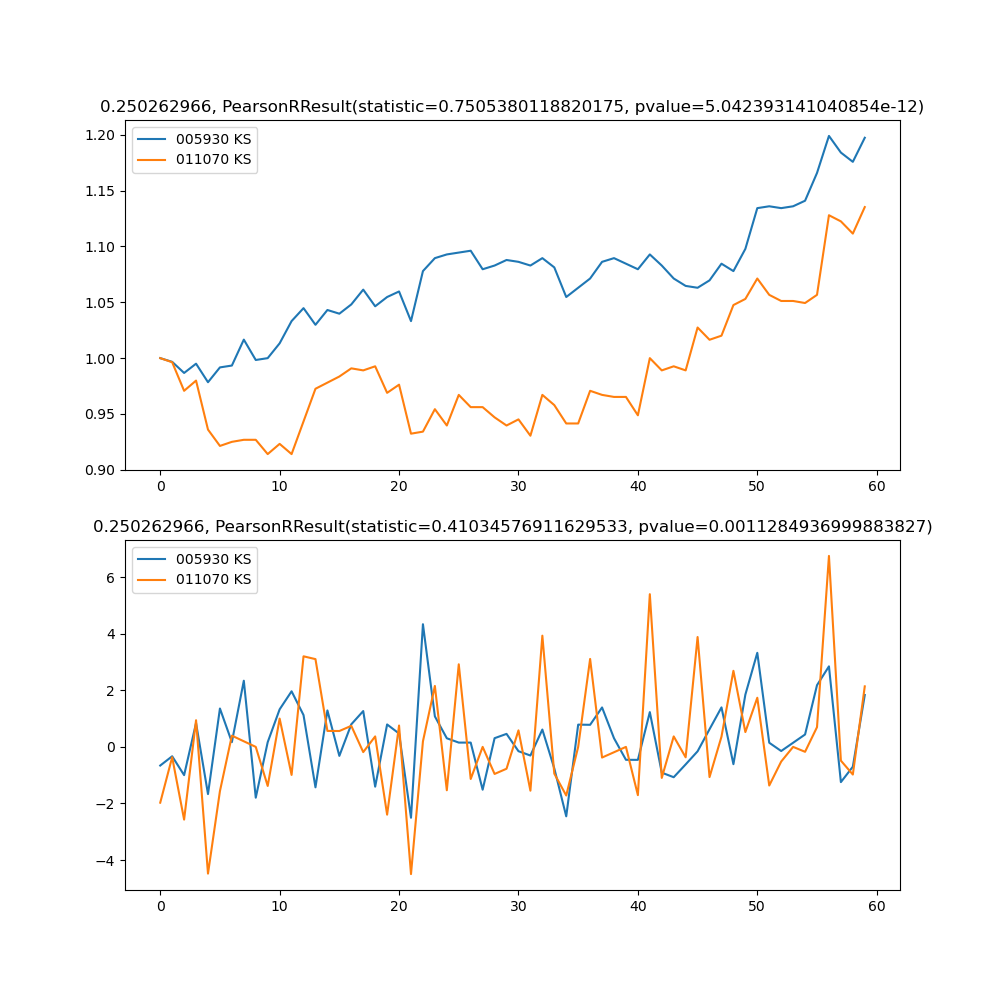 0.250262966, PearsonRResult(statistic=0.7505380118820175, pvalue=5.042393141040854e-12)
005930 KS
011070 KS
1.20
1.15
1.10
1.05
1.00
0.95
0.90
0 10 20 30 40 50 60
0.250262966, PearsonRResult(statistic=0.41034576911629533, pvalue=0.0011284936999883827)
005930 KS
011070 KS
6
4
2
0
−2
−4
0 10 20 30 40 50 60